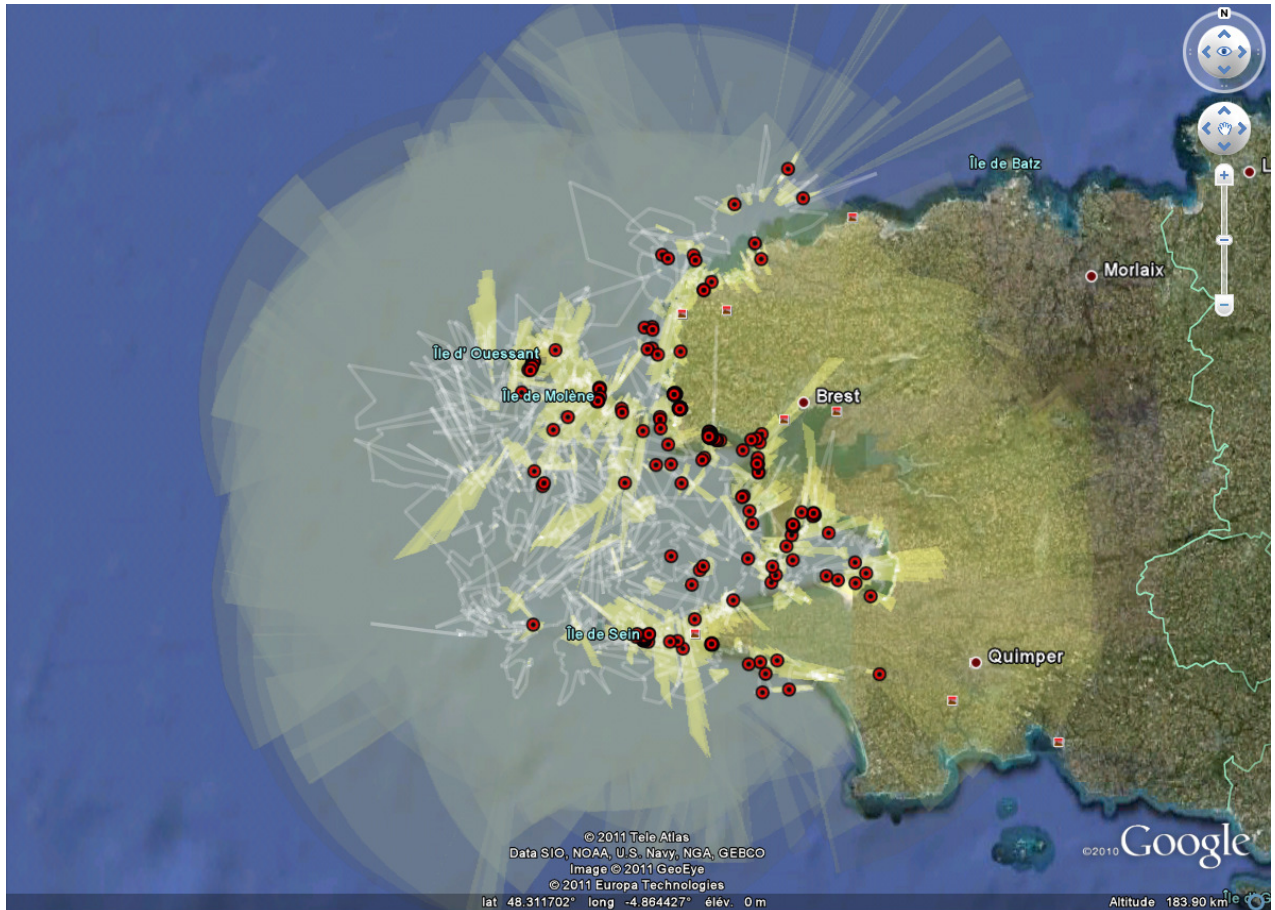 N
Île de Batz
L
Morlaix
Île d' Ouessant
Île de Molène
Brest
Île de Sein
Quimper
© 2011 Tele Atlas
Data SIO, NOAA, U.S. Navy, NGA, GEBCO
Image © 2011 GeoEye
© 2011 Europa Technologies
©2010 Google
lat 48.311702° long -4.864427° élév. 0 m
Altitude 183.90 km